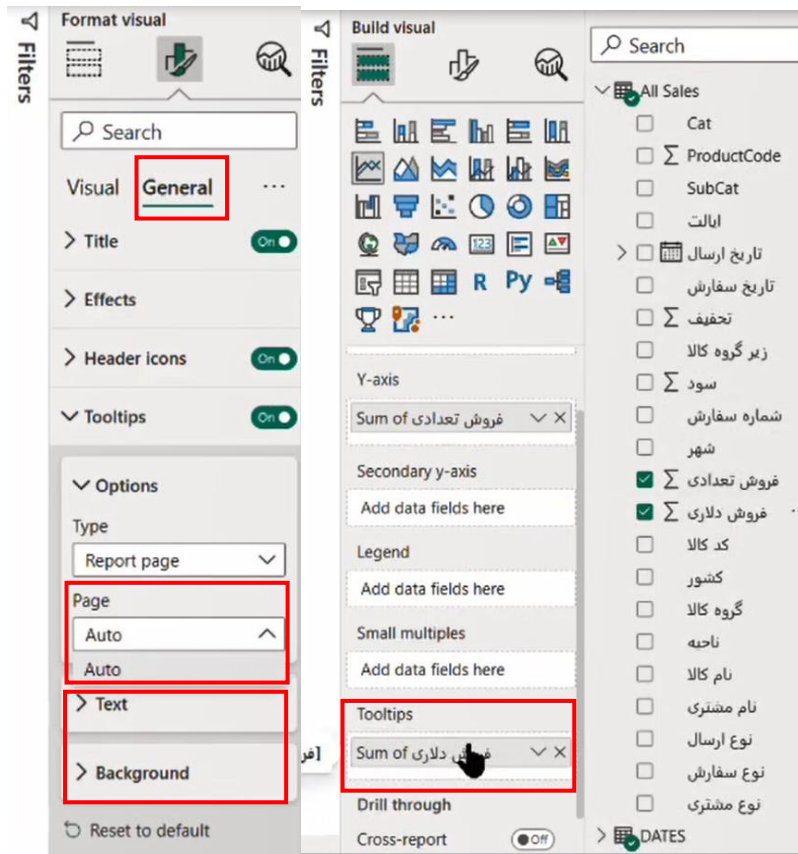 Format visual
Filters
Search
Visual
General
...
Title
On
Effects
Header icons
On
Tooltips
On
Options
Type
Report page
Page
Auto
Auto
Text
Background
Reset to default
Build visual
Filters
123
R
Py
...
Y-axis
Sum of فروش تعدادی
Secondary y-axis
Add data fields here
Legend
Add data fields here
Small multiples
Add data fields here
Tooltips
Sum of فروش دلاری
Drill through
Cross-report
Off
Search
All Sales
Cat
ProductCode
SubCat
ایالت
تاریخ ارسال
تاریخ سفارش
تحفیف
زیر گروه کالا
سود
شماره سفارش
شهر
فروش تعدادی
فروش دلاری
کد کالا
کشور
گروه کالا
ناحیه
نام کالا
نام مشتری
نوع ارسال
نوع سفارش
نوع مشتری
DATES